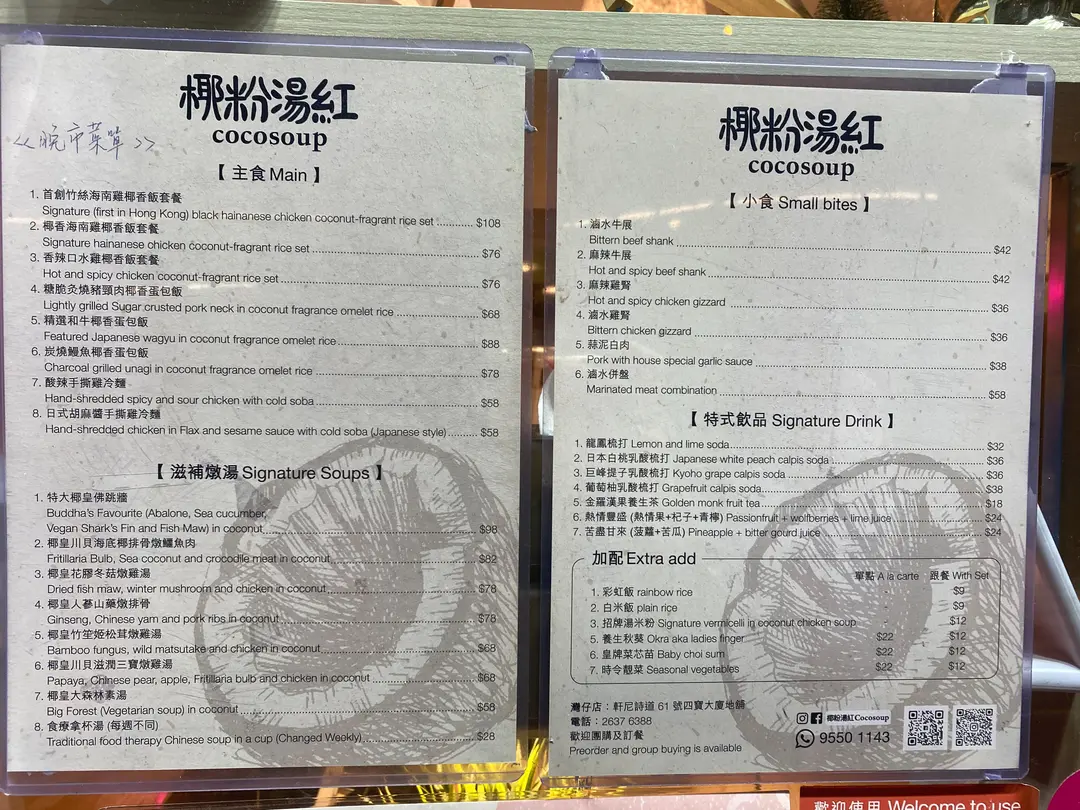 椰粉湯紅
cocosoup
<<晚市菜單>>
【 主食 Main 】
1. 首創竹絲海南雞椰香飯套餐
Signature (first in Hong Kong) black hainanese chicken coconut-fragrant rice set ........... $108
2. 椰香海南雞椰香飯套餐
Signature hainanese chicken coconut-fragrant rice set ........... $76
3. 香辣口水雞椰香飯套餐
Hot and spicy chicken coconut-fragrant rice set ........... $76
4. 糖脆炙燒豬頸肉椰香蛋包飯
Lightly grilled Sugar crusted pork neck in coconut fragrance omelet rice ........... $68
5. 精選和牛椰香蛋包飯
Featured Japanese wagyu in coconut fragrance omelet rice ........... $88
6. 炭燒鰻魚椰香蛋包飯
Charcoal grilled unagi in coconut fragrance omelet rice ........... $78
7. 酸辣手撕雞冷麵
Hand-shredded spicy and sour chicken with cold soba ........... $58
8. 日式胡麻醬手撕雞冷麵
Hand-shredded chicken in Flax and sesame sauce with cold soba (Japanese style) ......... $58
【 滋補燉湯 Signature Soups 】
1. 特大椰皇佛跳牆
Buddha's Favourite (Abalone, Sea cucumber,
Vegan Shark's Fin and Fish Maw) in coconut ........... $98
2. 椰皇川貝海底椰排骨燉鱷魚肉
Fritillaria Bulb, Sea coconut and crocodile meat in coconut ........... $82
3. 椰皇花膠冬菇燉雞湯
Dried fish maw, winter mushroom and chicken in coconut ........... $78
4. 椰皇人蔘山藥燉排骨
Ginseng, Chinese yam and pork ribs in coconut ........... $78
5. 椰皇竹笙姬松茸燉雞湯
Bamboo fungus, wild matsutake and chicken in coconut ........... $68
6. 椰皇川貝滋潤三寶燉雞湯
Papaya, Chinese pear, apple, Fritillaria bulb and chicken in coconut ........... $68
7. 椰皇大森林素湯
Big Forest (Vegetarian soup) in coconut ........... $68
8. 食療拿杯湯 (每週不同)
Traditional food therapy Chinese soup in a cup (Changed Weekly) ........... $28
椰粉湯紅
cocosoup
【 小食 Small bites 】
1. 滷水牛展
Bittern beef shank ........... $42
2. 麻辣牛展
Hot and spicy beef shank ........... $42
3. 麻辣雞腎
Hot and spicy chicken gizzard ........... $36
4. 滷水雞腎
Bittern chicken gizzard ........... $36
5. 蒜泥白肉
Pork with house special garlic sauce ........... $38
6. 滷水併盤
Marinated meat combination ........... $58
【 特式飲品 Signature Drink 】
1. 龍鳳梳打 Lemon and lime soda ........... $32
2. 日本白桃乳酸梳打 Japanese white peach calpis soda ........... $36
3. 巨峰提子乳酸梳打 Kyoho grape calpis soda ........... $36
4. 葡萄柚乳酸梳打 Grapefruit calpis soda ........... $38
5. 金羅漢果養生茶 Golden monk fruit tea ........... $18
6. 熱情豐盛 (熱情果+杞子+青檸) Passionfruit + wolfberries + lime juice ........... $24
7. 苦盡甘來 (菠蘿+苦瓜) Pineapple + bitter gourd juice ........... $24
加配 Extra add
單點 A la carte 跟餐 With Set
1. 彩虹飯 rainbow rice - $9
2. 白米飯 plain rice - $9
3. 招牌湯米粉 Signature vermicelli in coconut chicken soup - $12
5. 養生秋葵 Okra aka ladies finger $22 $12
6. 皇牌菜芯苗 Baby choi sum $22 $12
7. 時令靚菜 Seasonal vegetables $22 $12
灣仔店：軒尼詩道 61 號四寶大廈地舖
電話：2637 6388
歡迎團購及訂餐
Preorder and group buying is available
椰粉湯紅Cocosoup
9550 1143
歡迎使用 Welcome to use